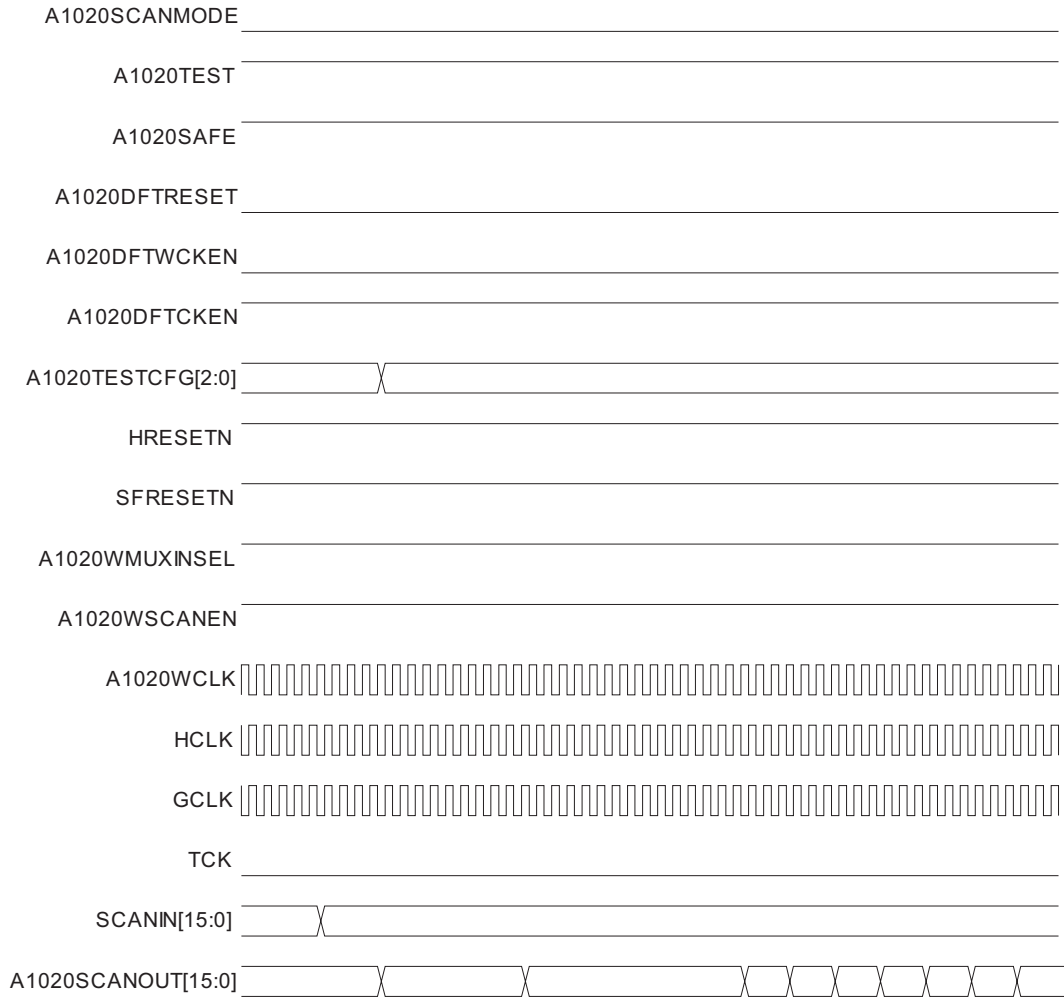 A1020SCANMODE
A1020TEST
A1020SAFE
A1020DFTRESET
A1020DFTWCKEN
A1020DFTCKEN
A1020TESTCFG[2:0]
HRESETN
SFRESETN
A1020WMUXINSEL
A1020WSCANEN
A1020WCLK
HCLK
GCLK
TCK
SCANIN[15:0]
A1020SCANOUT[15:0]